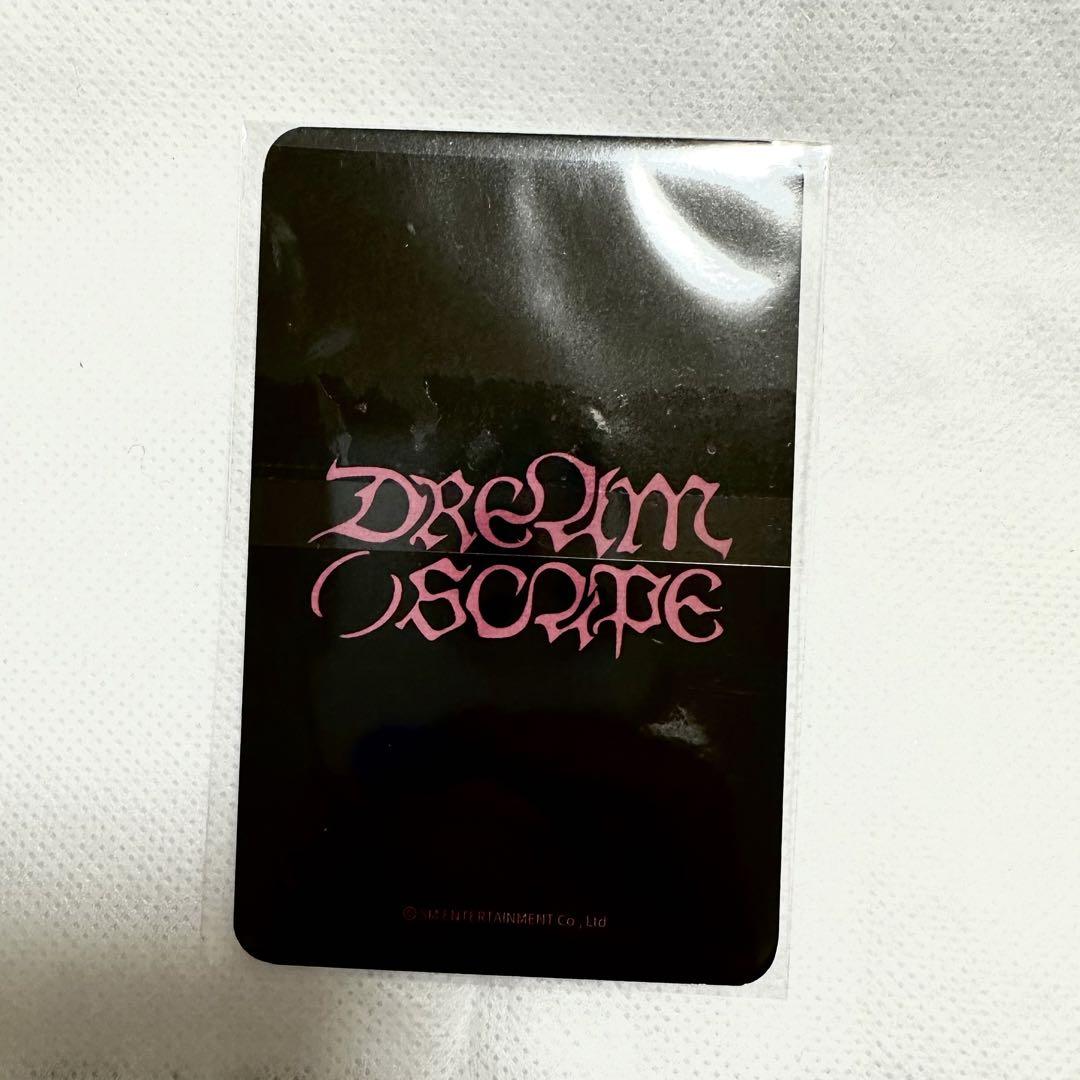 DREAM
()SCAPE
© SM ENTERTAINMENT Co., Ltd